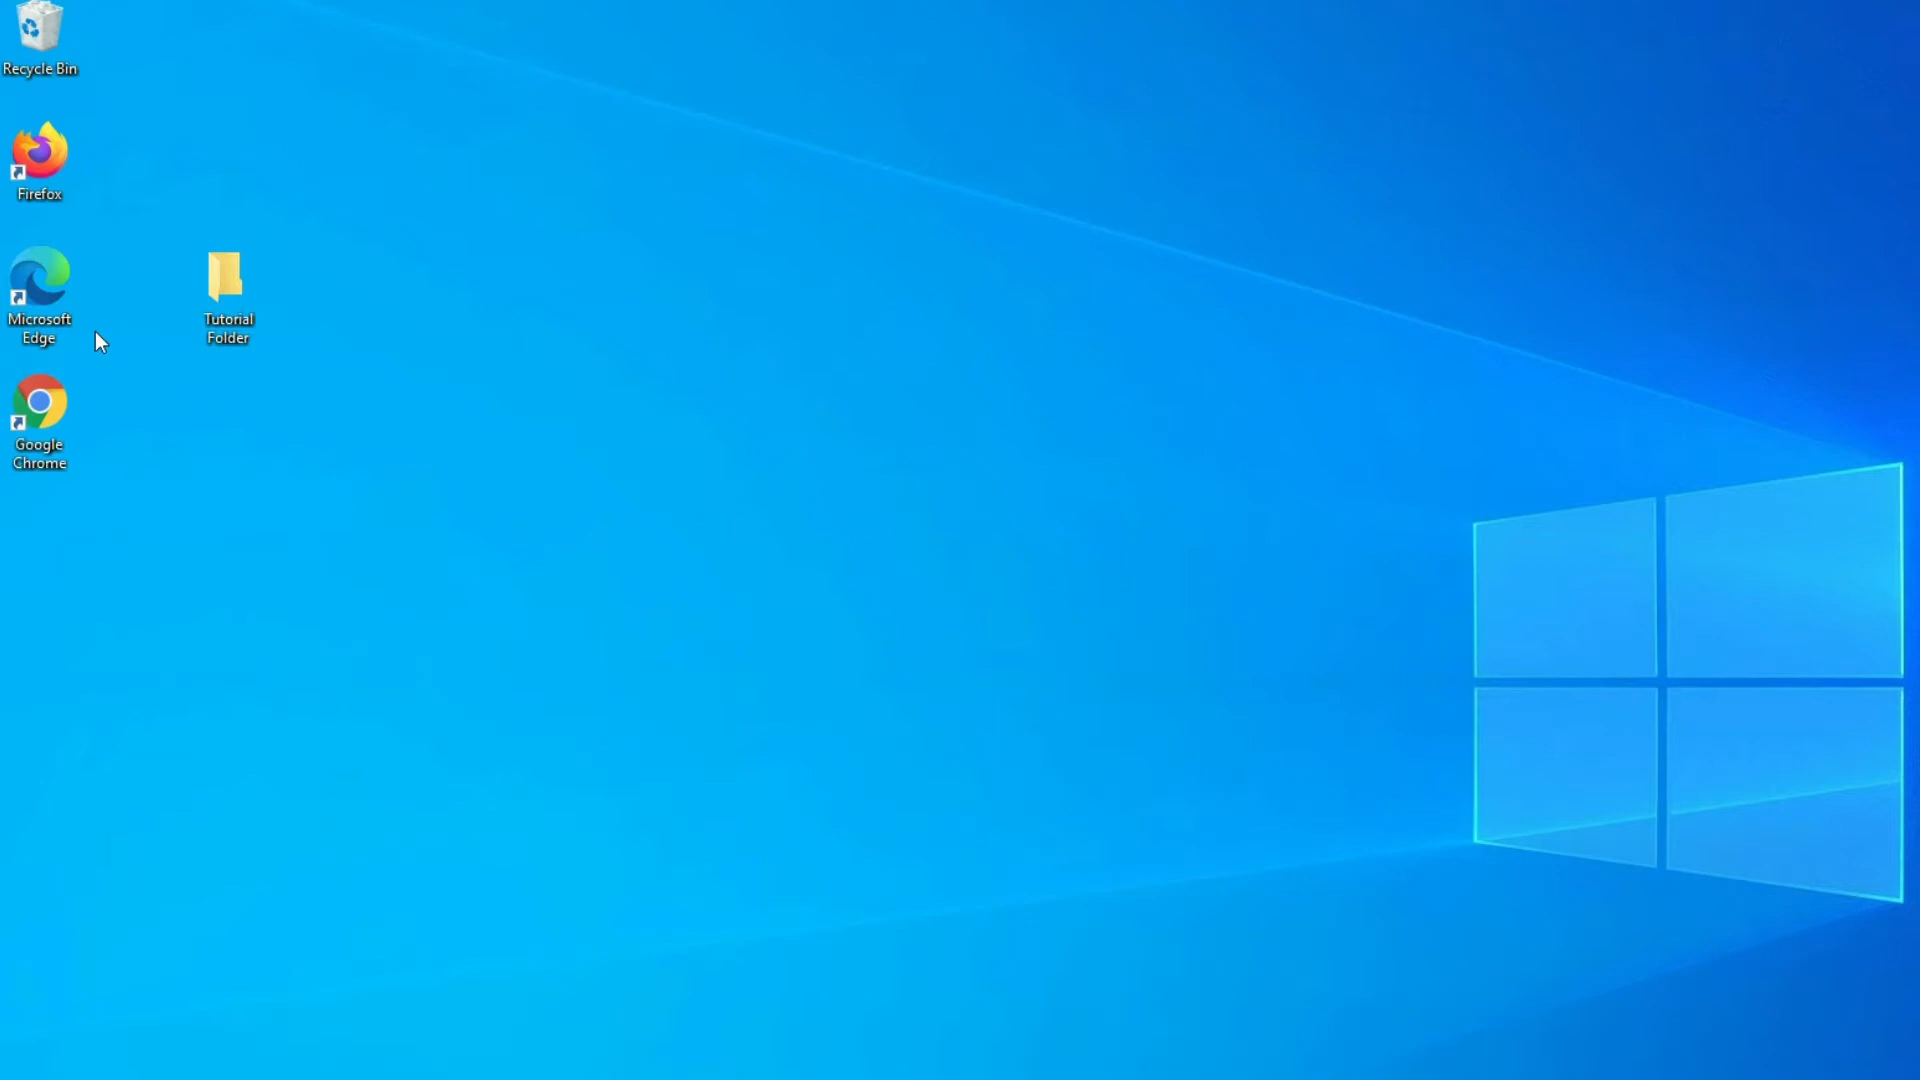 Recycle Bin
Firefox
Microsoft
Edge
Tutorial
Folder
Google
Chrome